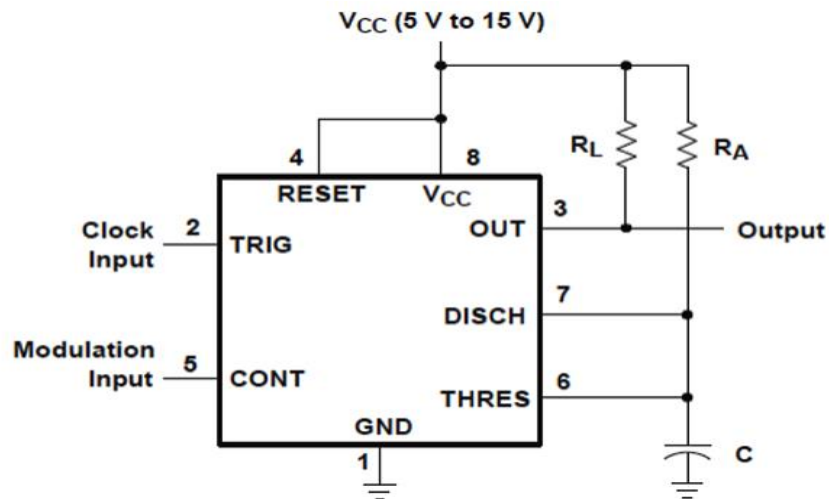 VCC (5 V to 15 V)
RL
RA
4
8
RESET
VCC
3
Clock
Input
2
TRIG
OUT
Output
7
DISCH
Modulation
Input
5
CONT
6
THRES
GND
1
C